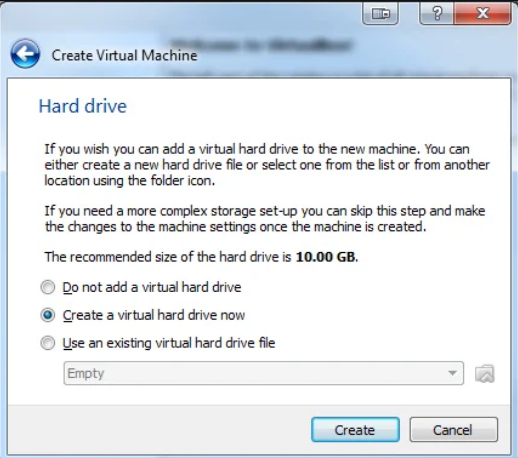 Welcome to VirtualBox!
Create Virtual Machine
Hard drive
If you wish you can add a virtual hard drive to the new machine. You can
either create a new hard drive file or select one from the list or from another
location using the folder icon.
If you need a more complex storage set-up you can skip this step and make
the changes to the machine settings once the machine is created.
The recommended size of the hard drive is 10.00 GB.
Do not add a virtual hard drive
Create a virtual hard drive now
Use an existing virtual hard drive file
Empty
Create
Cancel